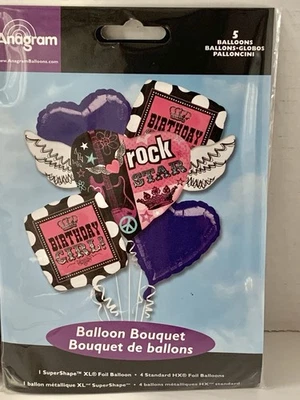 Anagram
www.AnagramBalloons.com
5
BALLOONS
BALLONS-GLOBOS
PALLONCINI
BIRTHDAY
GIRL
rock
STAR
BIRTHDAY
GIRL
Balloon Bouquet
Bouquet de ballons
1 SuperShape™ XL® Foil Balloon • 4 Standard HX® Foil Balloons
1 ballon métallique XL® SuperShape™ • 4 ballons métalliques HX® standard